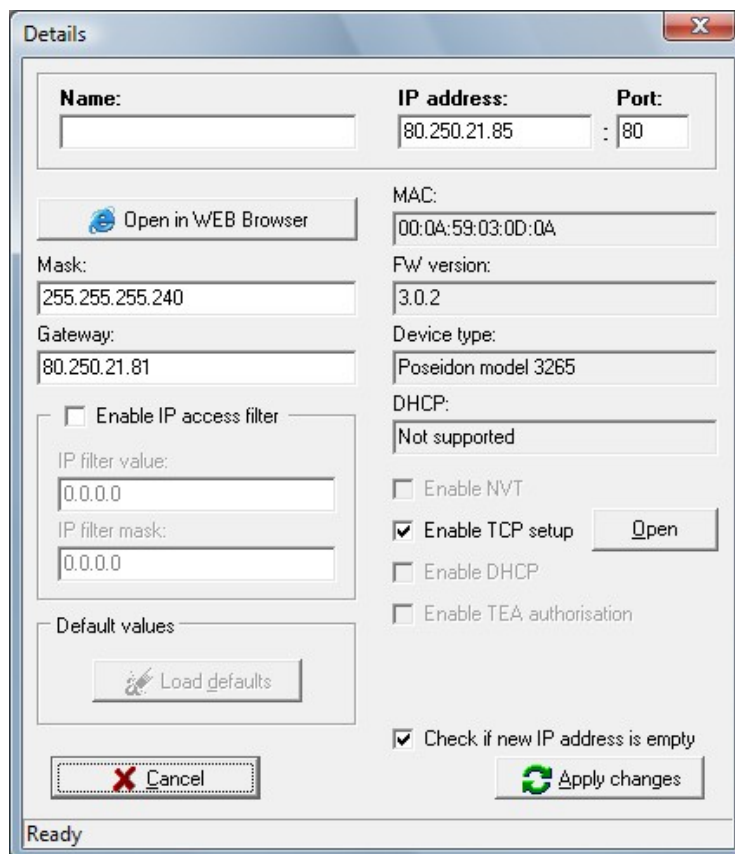 Details
Name:
IP address:
Port:
80.250.21.85 : 80
Open in WEB Browser
MAC:
00:0A:59:03:0D:0A
Mask:
255.255.255.240
FW version:
3.0.2
Gateway:
80.250.21.81
Device type:
Poseidon model 3265
Enable IP access filter
DHCP:
Not supported
IP filter value:
0.0.0.0
IP filter mask:
0.0.0.0
Enable NVT
Enable TCP setup
Open
Enable DHCP
Enable TEA authorisation
Default values
Load defaults
Check if new IP address is empty
Cancel
Apply changes
Ready